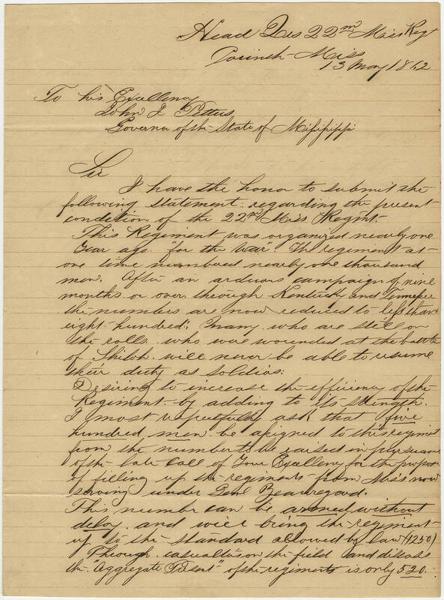 Head Qrs 22nd Miss Regt
Corinth Miss
13 May 1862
To his Excellency
John J. Pettus
Governor of the State of Mississippi
Sir
I have the honor to submit the
following statement regarding the present
condition of the 22nd Miss Regmt.
This Regiment was organized nearly one
year ago "for the War". The regiment at
one time numbered nearly one thousand
men. After an arduous campaign of nine
months or over through Kentucky and Tennessee
the numbers are now reduced to less than
eight hundred; many who are still on
the rolls, who were wounded at the battle
of Shiloh will never be able to resume
their duty as soldiers:
Desiring to increase the efficiency of the
Regiment by adding to its strength
I most respectfully ask that five
hundred men be assigned to this regiment
from the number to be raised in pursuance
of the late Call of Your Excellency for the purpose
of filling up the regiments from Miss now
serving under Genl Beauregard.
This number can be armed without
delay and will bring the regiment
up to the standard allowed by law (1250)
Through casualties on the field and disease
the "Aggregate Present" of the regiment is only 520.